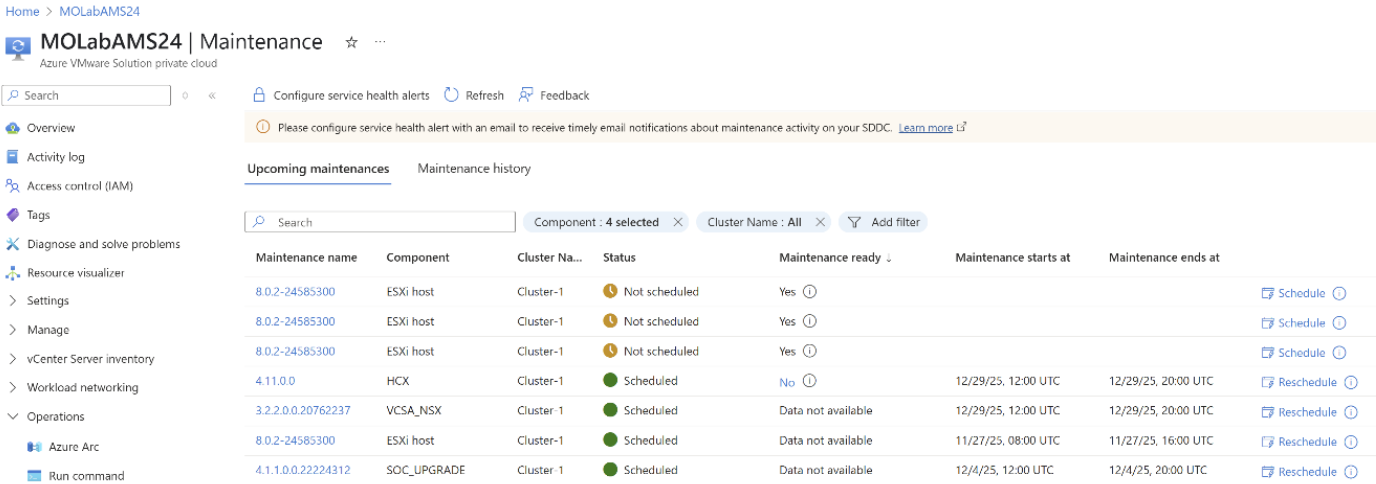 Home > MOLabAMS24
MOLabAMS24 | Maintenance ☆ ...
Azure VMware Solution private cloud
Search
Overview
Activity log
Access control (IAM)
Tags
Diagnose and solve problems
Resource visualizer
Settings
Manage
vCenter Server inventory
Workload networking
Operations
Azure Arc
Run command
Configure service health alerts Refresh Feedback
Please configure service health alert with an email to receive timely email notifications about maintenance activity on your SDDC. Learn more
Upcoming maintenances Maintenance history
Search Component : 4 selected Cluster Name : All Add filter
Maintenance name Component Cluster Na... Status Maintenance ready ↓ Maintenance starts at Maintenance ends at
8.0.2-24585300 ESXi host Cluster-1 Not scheduled Yes Schedule
8.0.2-24585300 ESXi host Cluster-1 Not scheduled Yes Schedule
8.0.2-24585300 ESXi host Cluster-1 Not scheduled Yes Schedule
4.11.0.0 HCX Cluster-1 Scheduled No 12/29/25, 12:00 UTC 12/29/25, 20:00 UTC Reschedule
3.2.2.0.0.20762237 VCSA_NSX Cluster-1 Scheduled Data not available 12/29/25, 12:00 UTC 12/29/25, 20:00 UTC Reschedule
8.0.2-24585300 ESXi host Cluster-1 Scheduled Data not available 11/27/25, 08:00 UTC 11/27/25, 16:00 UTC Reschedule
4.1.1.0.0.22224312 SOC_UPGRADE Cluster-1 Scheduled Data not available 12/4/25, 12:00 UTC 12/4/25, 20:00 UTC Reschedule